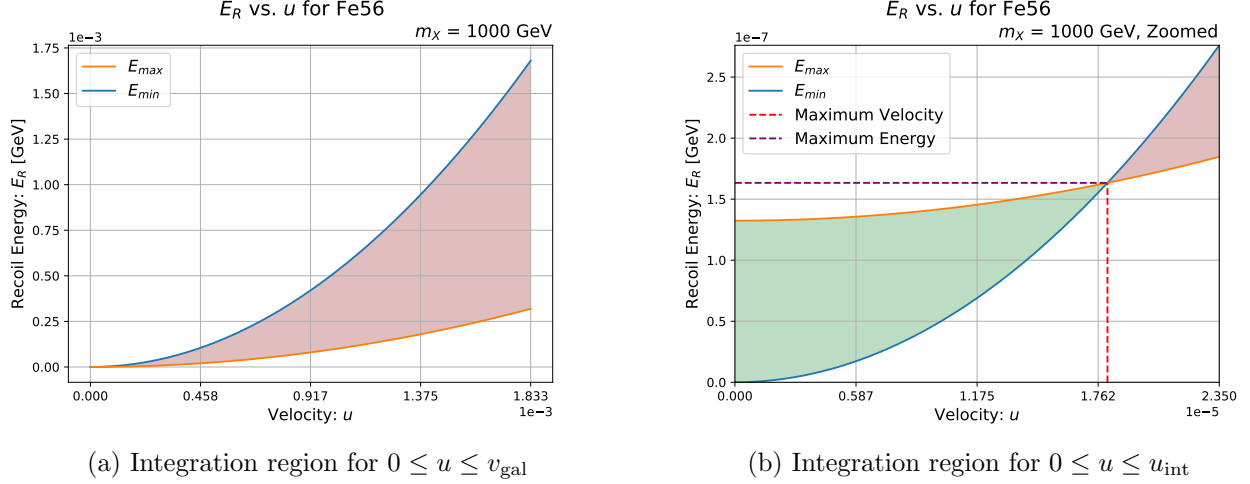 E_R vs. u for Fe56
m_X = 1000 GeV
1e−3
E_max
E_min
Recoil Energy: E_R [GeV]
1.75
1.50
1.25
1.00
0.75
0.50
0.25
0.00
0.000 0.458 0.917 1.375 1.833
1e−3
Velocity: u
(a) Integration region for 0 ≤ u ≤ v_gal
E_R vs. u for Fe56
m_X = 1000 GeV, Zoomed
1e−7
E_max
E_min
Maximum Velocity
Maximum Energy
Recoil Energy: E_R [GeV]
2.5
2.0
1.5
1.0
0.5
0.0
0.000 0.587 1.175 1.762 2.350
1e−5
Velocity: u
(b) Integration region for 0 ≤ u ≤ u_int